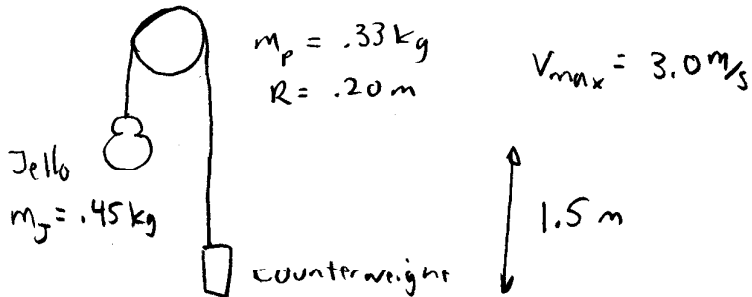 m_p = .33 kg
R = .20 m
V_max = 3.0 m/s
Jello
m_J = .45 kg
1.5 m
counterweight